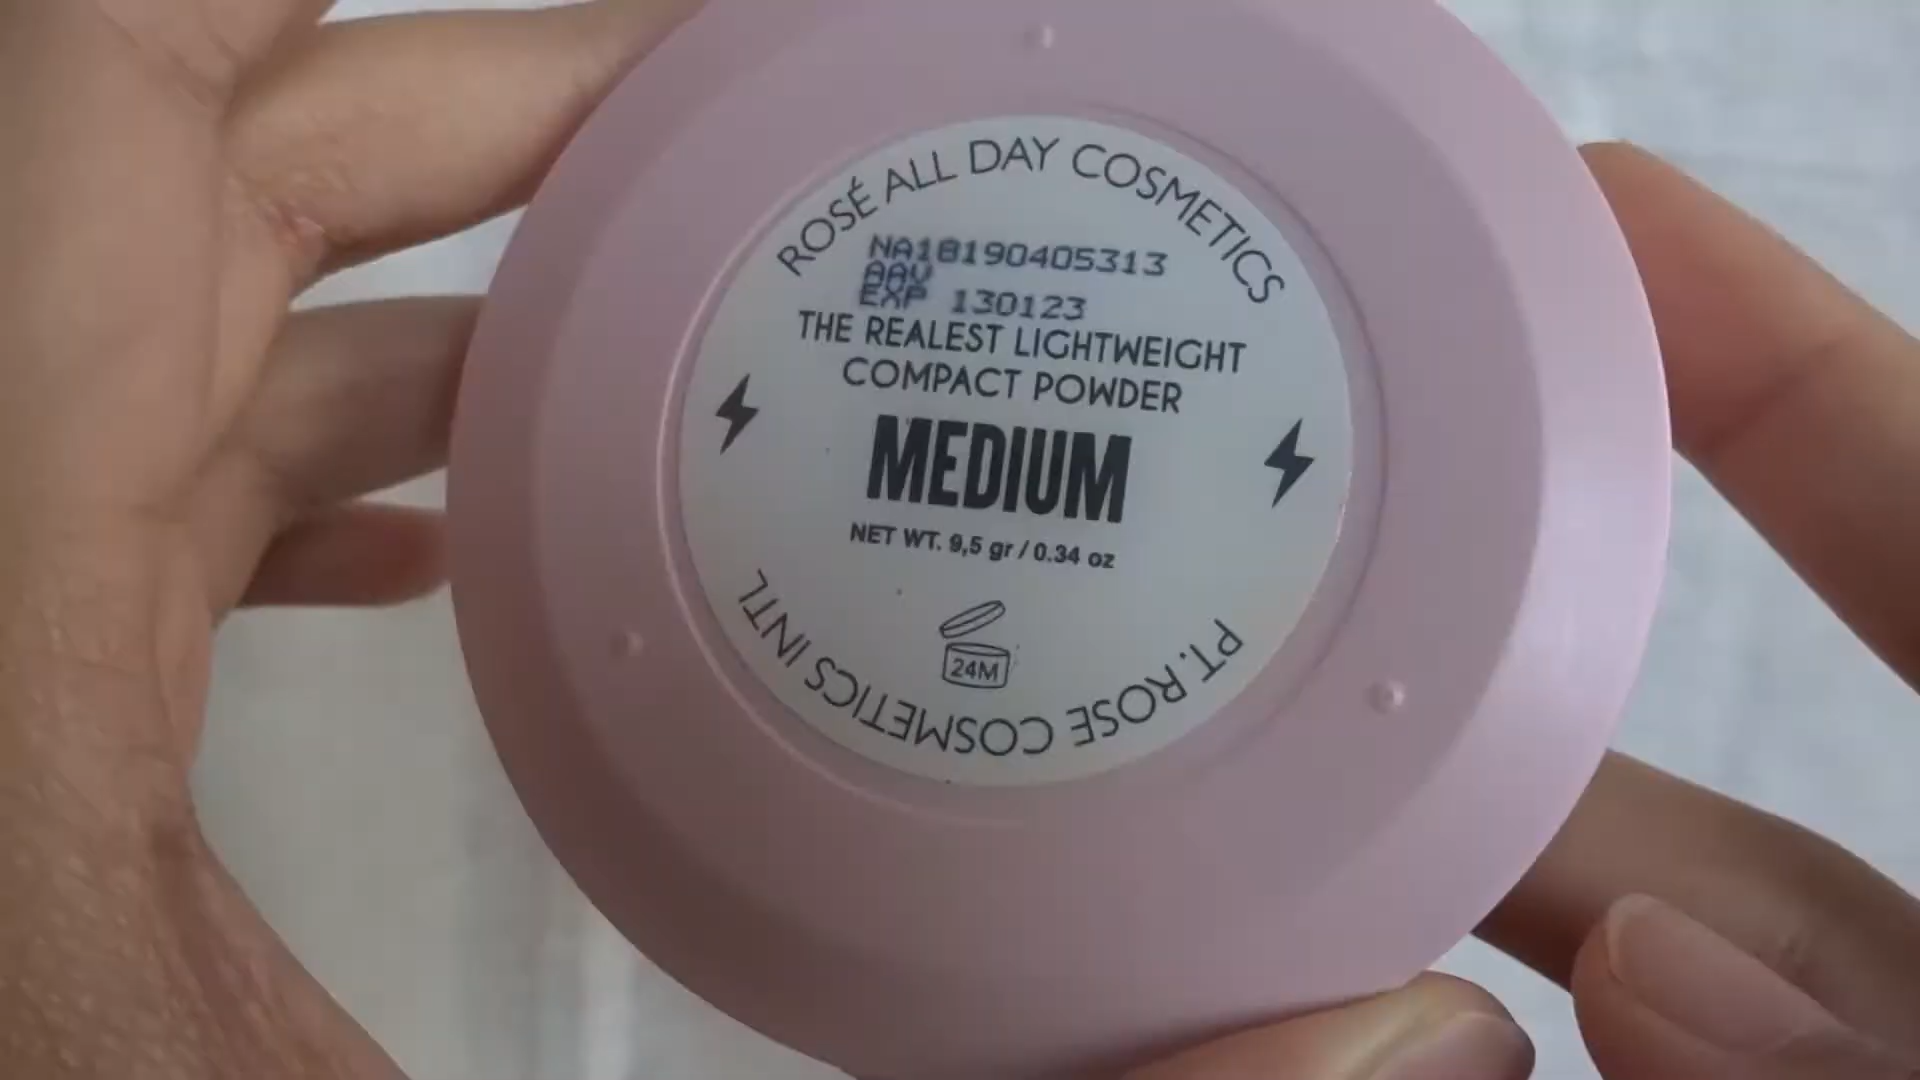 ROSÉ ALL DAY COSMETICS
NA18190405313
AAV
EXP 130123
THE REALEST LIGHTWEIGHT
COMPACT POWDER
MEDIUM
NET WT. 9,5 gr / 0.34 oz
24M
PT. ROSE COSMETICS INTL